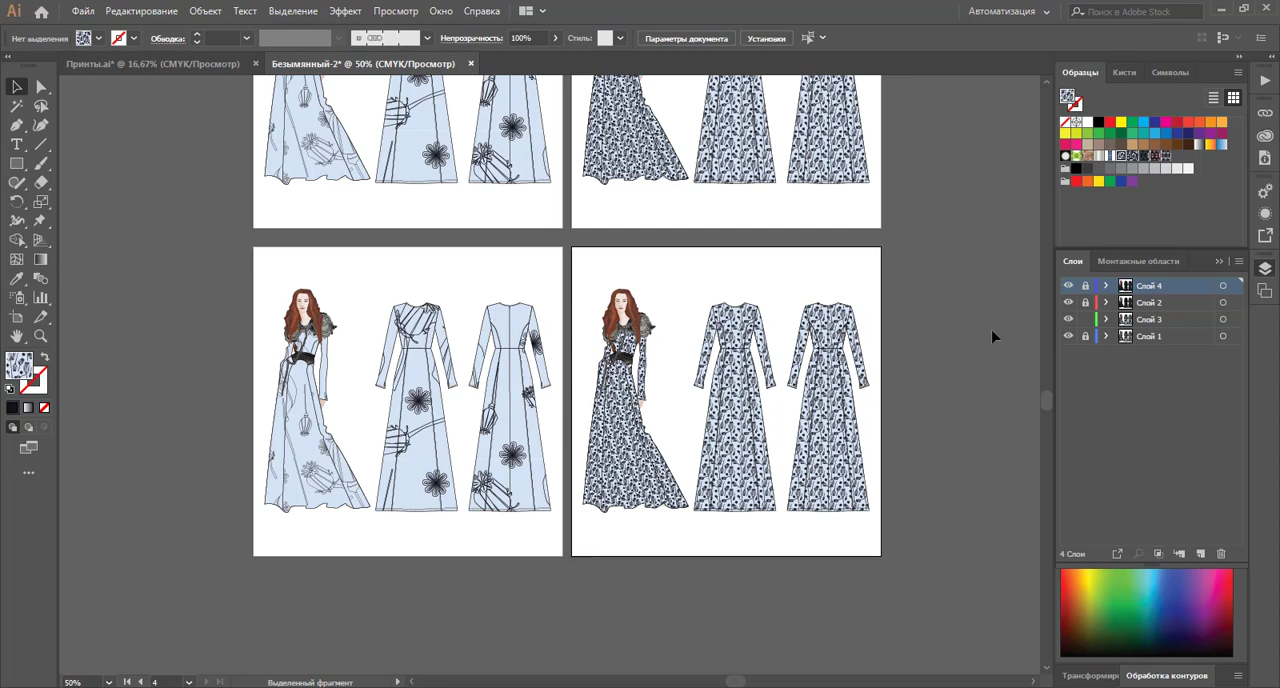 Ai Файл Редактирование Объект Текст Выделение Эффект Просмотр Окно Справка Автоматизация Поиск в Adobe Stock
Нет выделения Обводка: Непрозрачность: 100% Стиль: Параметры документа Установки
Принты.ai* @ 16,67% (CMYK/Просмотр) × Безымянный-2* @ 50% (CMYK/Просмотр) ×
Образцы Кисти Символы
Слои Монтажные области
Слой 4
Слой 2
Слой 3
Слой 1
4 Слои
Обработка контуров
50% 4 Выделенный фрагмент